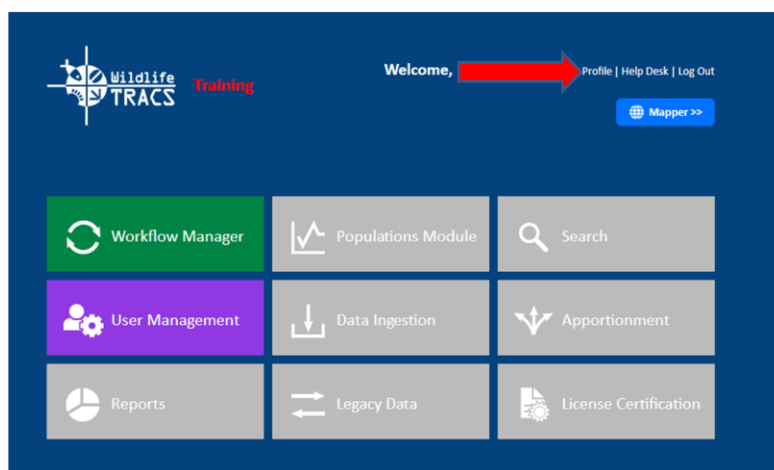 Wildlife
TRACS
Training
Welcome,
Profile | Help Desk | Log Out
Mapper >>
Workflow Manager
Populations Module
Search
User Management
Data Ingestion
Apportionment
Reports
Legacy Data
License Certification